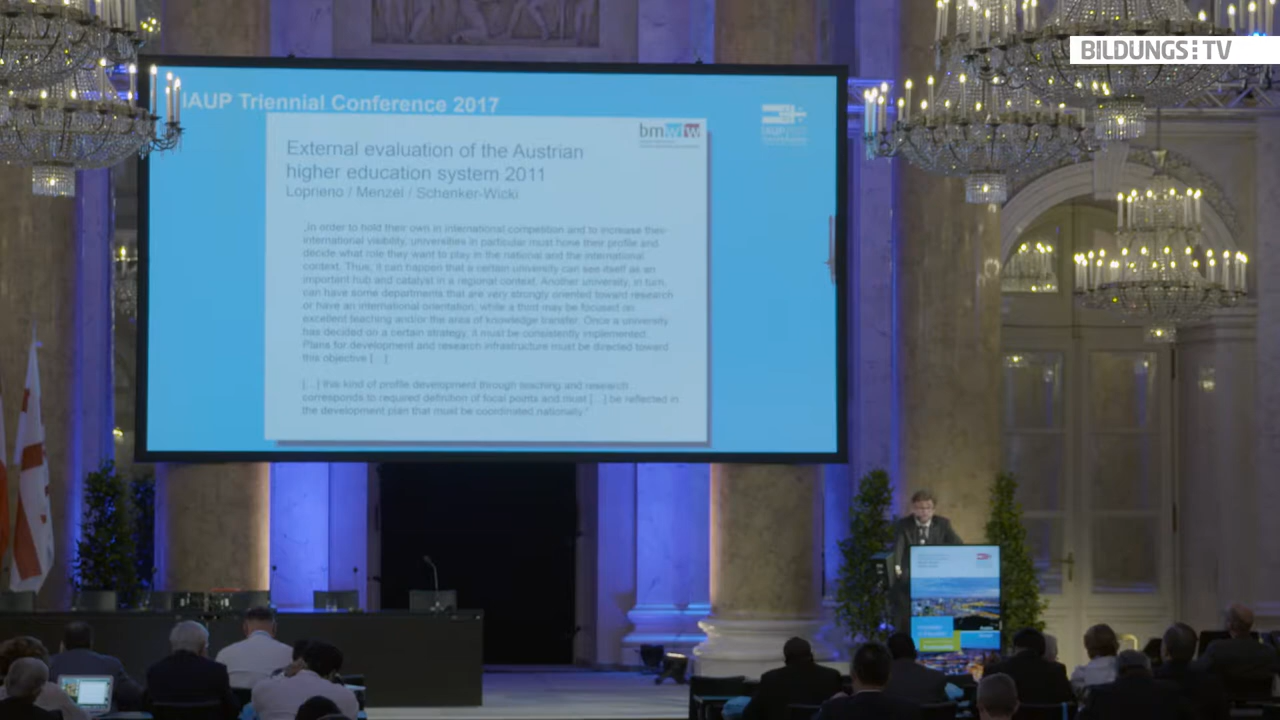 BILDUNGS:TV
IAUP Triennial Conference 2017
bmwfw
External evaluation of the Austrian
higher education system 2011
Loprieno / Menzel / Schenker-Wicki
„In order to hold their own in international competition and to increase their
international visibility, universities in particular must hone their profile and
decide what role they want to play in the national and the international
context. Thus, it can happen that a certain university can see itself as an
important hub and catalyst in a regional context. Another university, in turn,
can have some departments that are very strongly oriented toward research
or have an international orientation, while a third may be focused on
excellent teaching and/or the area of knowledge transfer. Once a university
has decided on a certain strategy, it must be consistently implemented.
Plans for development and research infrastructure must be directed toward
this objective […]
[…] this kind of profile development through teaching and research…
corresponds to required definition of focal points and must […] be reflected in
the development plan that must be coordinated nationally.“